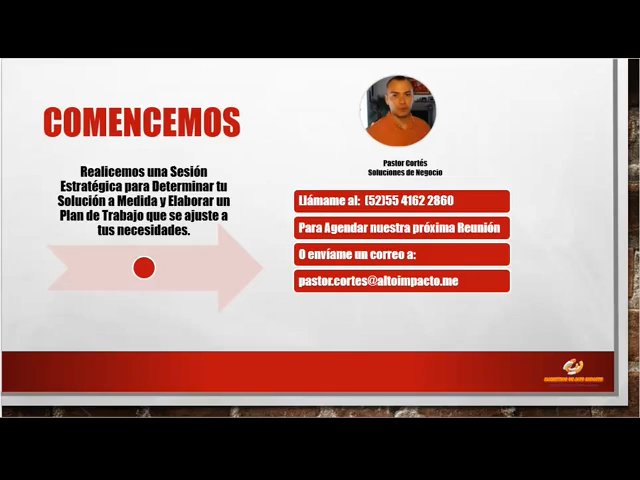 COMENCEMOS
Realicemos una Sesión
Estratégica para Determinar tu
Solución a Medida y Elaborar un
Plan de Trabajo que se ajuste a
tus necesidades.
Pastor Cortés
Soluciones de Negocio
Llámame al: (52)55 4162 2860
Para Agendar nuestra próxima Reunión
O envíame un correo a:
pastor.cortes@altoimpacto.me